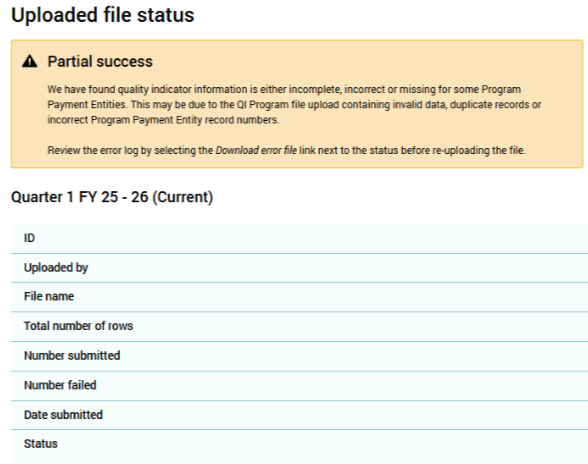 Uploaded file status
Partial success
We have found quality indicator information is either incomplete, incorrect or missing for some Program
Payment Entities. This may be due to the QI Program file upload containing invalid data, duplicate records or
incorrect Program Payment Entity record numbers.
Review the error log by selecting the Download error file link next to the status before re-uploading the file.
Quarter 1 FY 25 - 26 (Current)
ID
Uploaded by
File name
Total number of rows
Number submitted
Number failed
Date submitted
Status